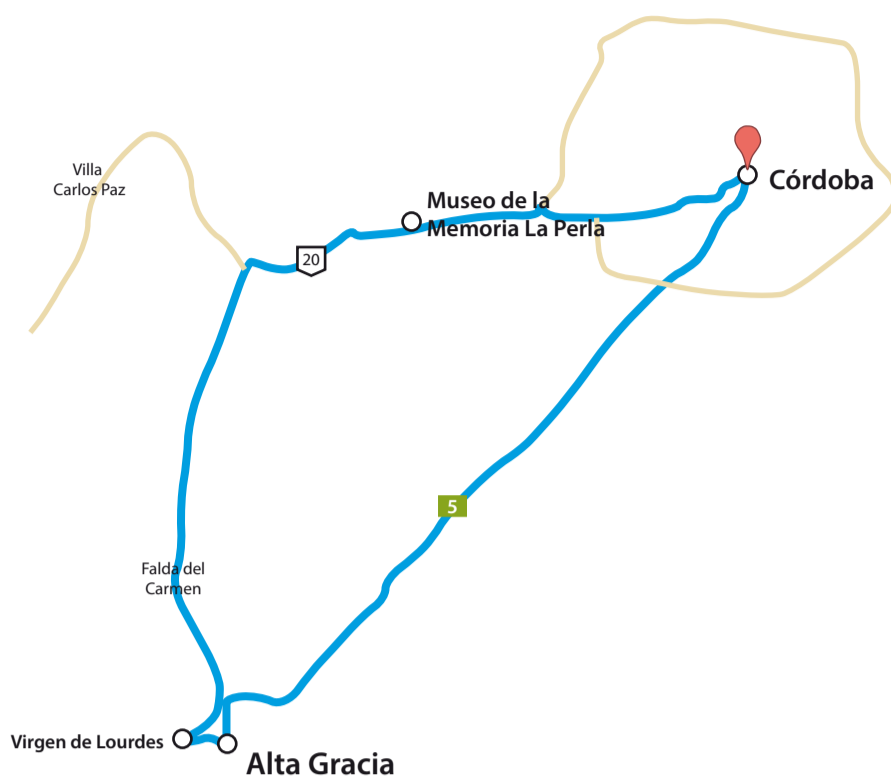 Villa
Carlos Paz
Córdoba
Museo de la
Memoria La Perla
20
5
Falda del
Carmen
Virgen de Lourdes
Alta Gracia